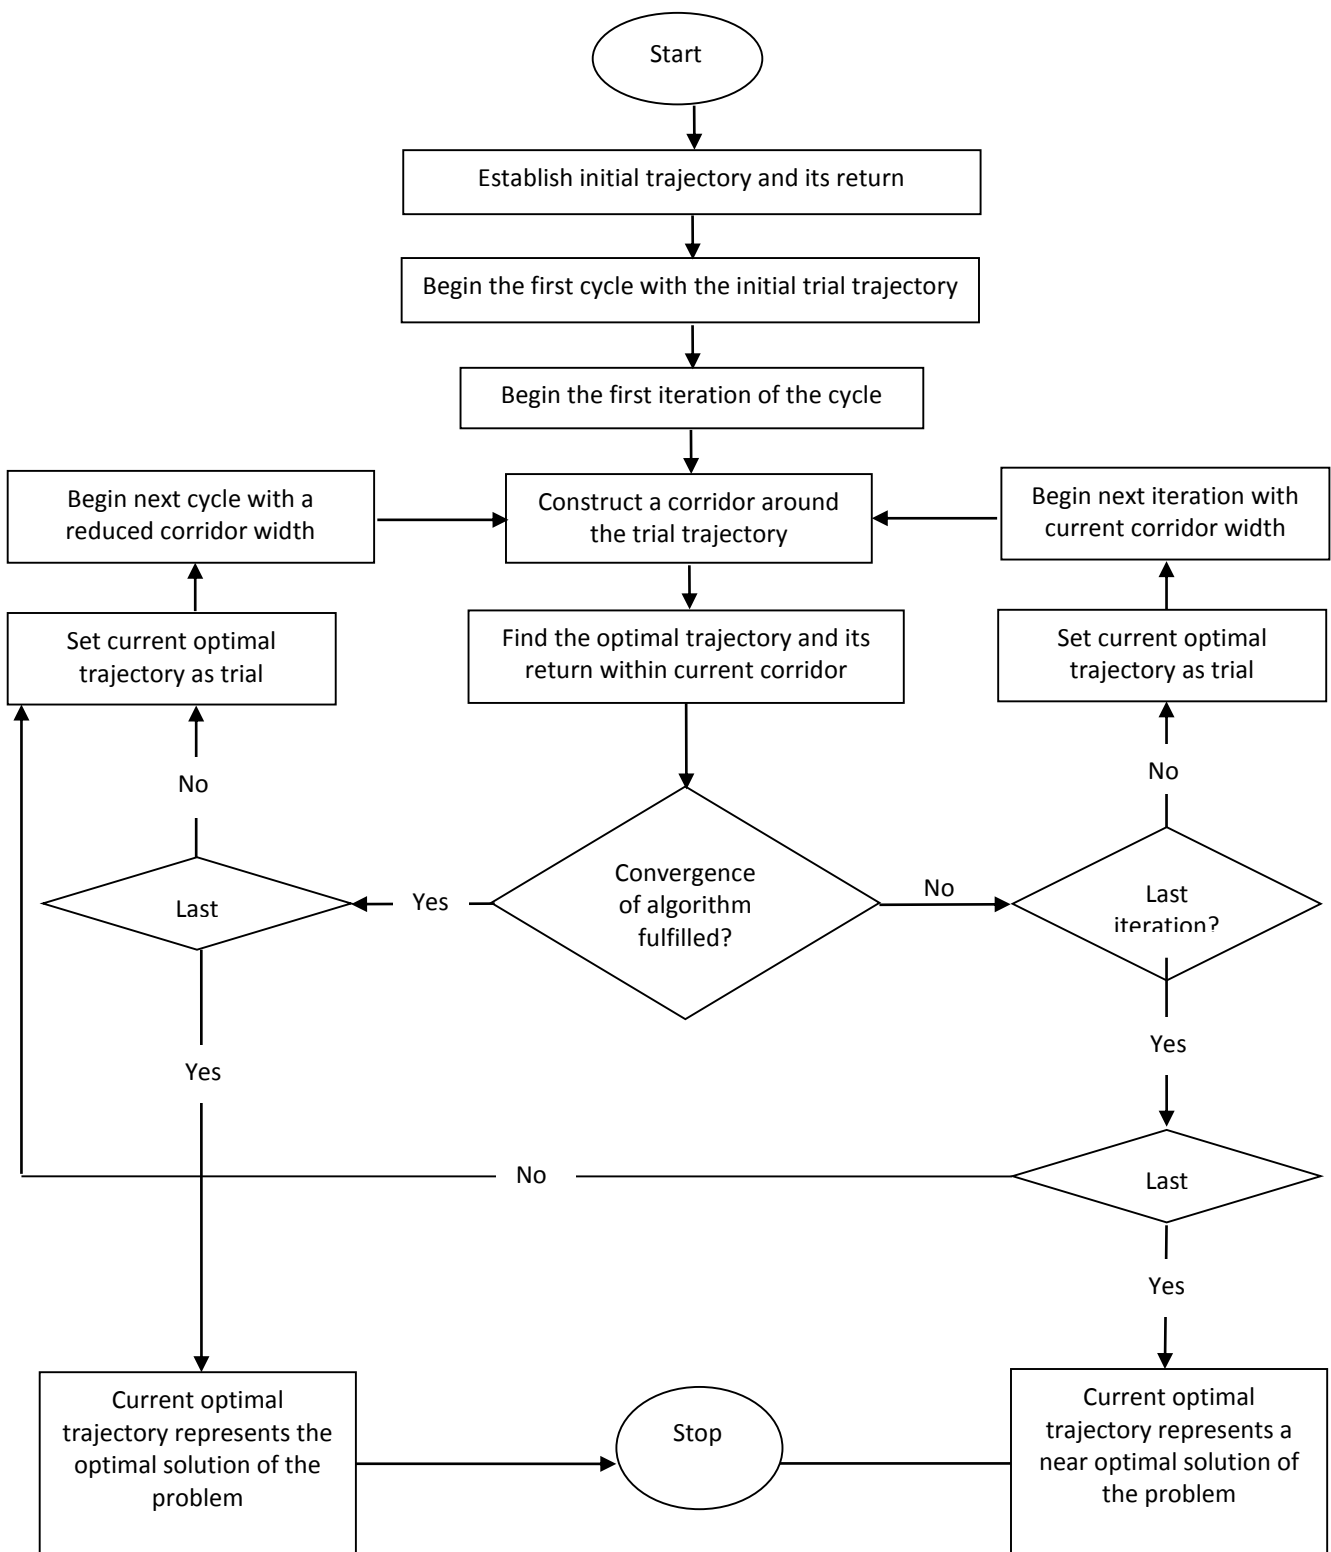 Start
Establish initial trajectory and its return
Begin the first cycle with the initial trial trajectory
Begin the first iteration of the cycle
Begin next cycle with a
reduced corridor width
Construct a corridor around
the trial trajectory
Begin next iteration with
current corridor width
Set current optimal
trajectory as trial
Find the optimal trajectory and its
return within current corridor
Set current optimal
trajectory as trial
No
No
Last
Yes
Convergence
of algorithm
fulfilled?
No
Last
iteration?
Yes
Yes
No
Last
Yes
Current optimal
trajectory represents the
optimal solution of the
problem
Stop
Current optimal
trajectory represents a
near optimal solution of
the problem